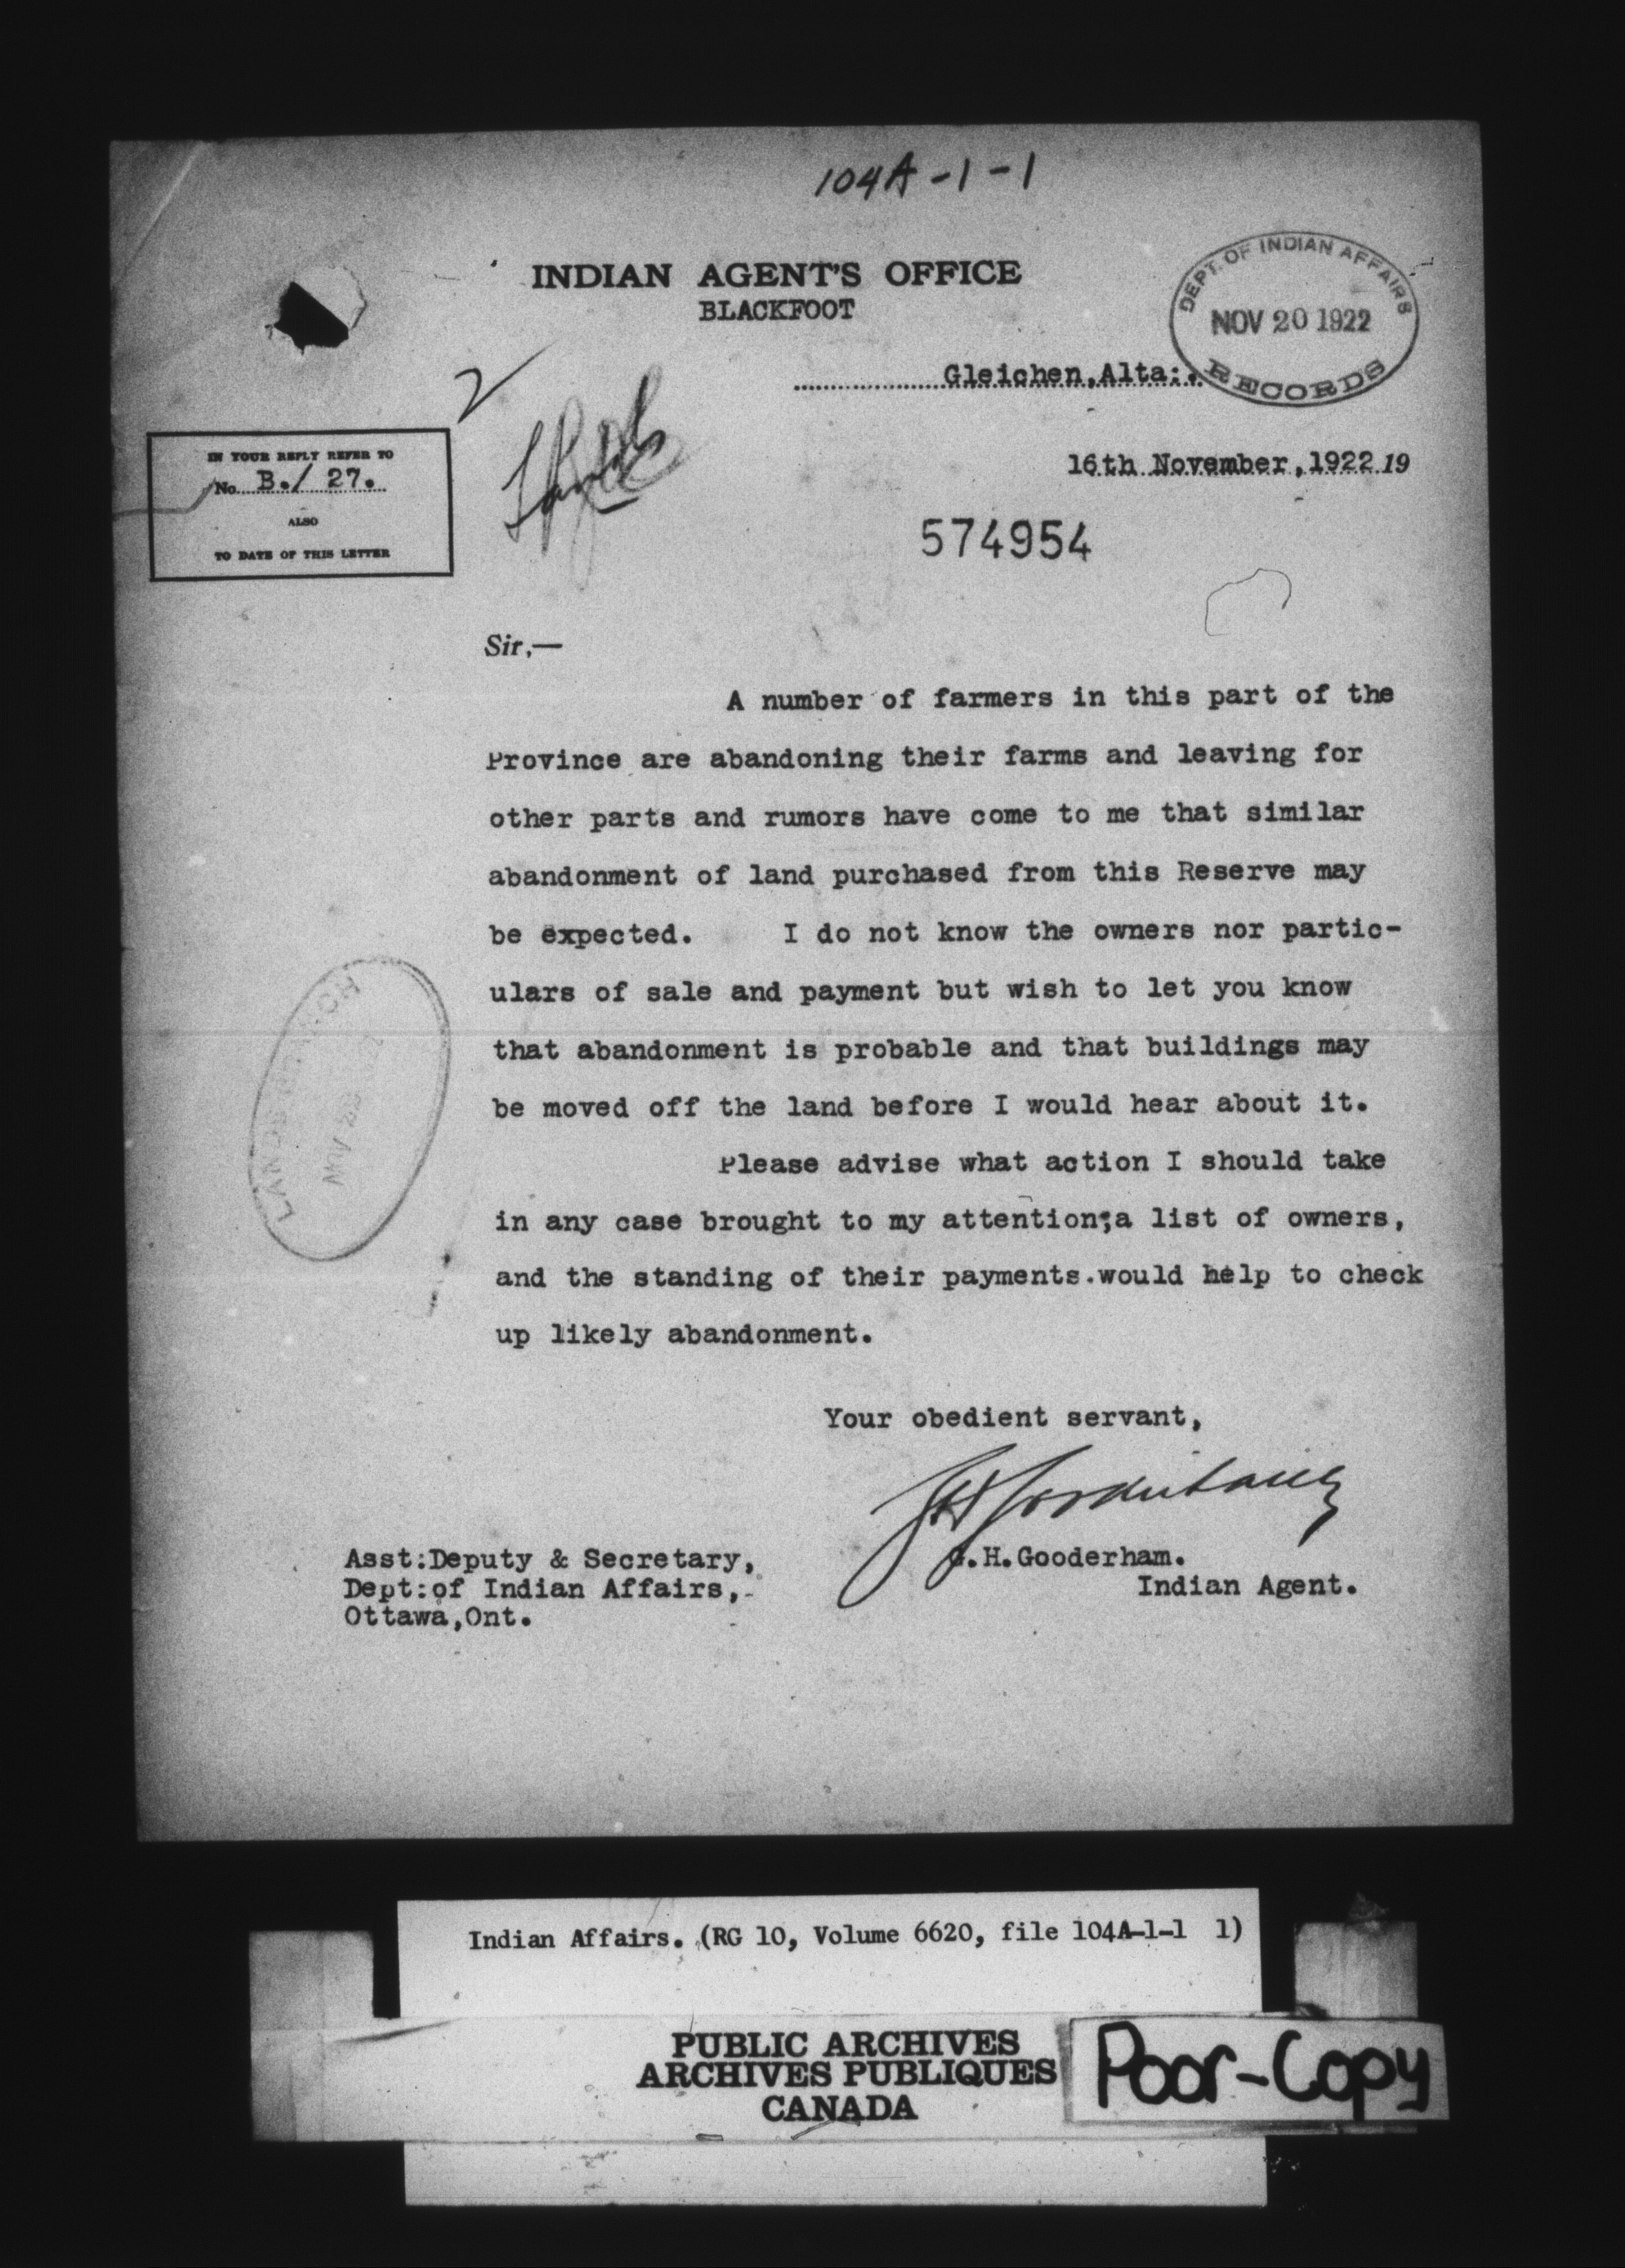 104A-1-1
INDIAN AGENT'S OFFICE
BLACKFOOT
DEPT. OF INDIAN AFFAIRS
NOV 20 1922
RECORDS
Gleichen,Alta:.
2
IN YOUR REPLY REFER TO
No. B./ 27.
ALSO
TO DATE OF THIS LETTER
16th November,1922 19
574954
Sir,—
A number of farmers in this part of the
Province are abandoning their farms and leaving for
other parts and rumors have come to me that similar
abandonment of land purchased from this Reserve may
be expected. I do not know the owners nor partic-
ulars of sale and payment but wish to let you know
that abandonment is probable and that buildings may
be moved off the land before I would hear about it.
Please advise what action I should take
in any case brought to my attention;a list of owners,
and the standing of their payments.would help to check
up likely abandonment.
LANDS BRANCH
NOV 20
Your obedient servant,
G.H.Gooderham.
Indian Agent.
Asst:Deputy & Secretary,
Dept:of Indian Affairs,
Ottawa,Ont.
Indian Affairs. (RG 10, Volume 6620, file 104A-1-1 1)
PUBLIC ARCHIVES
ARCHIVES PUBLIQUES
CANADA
Poor-Copy